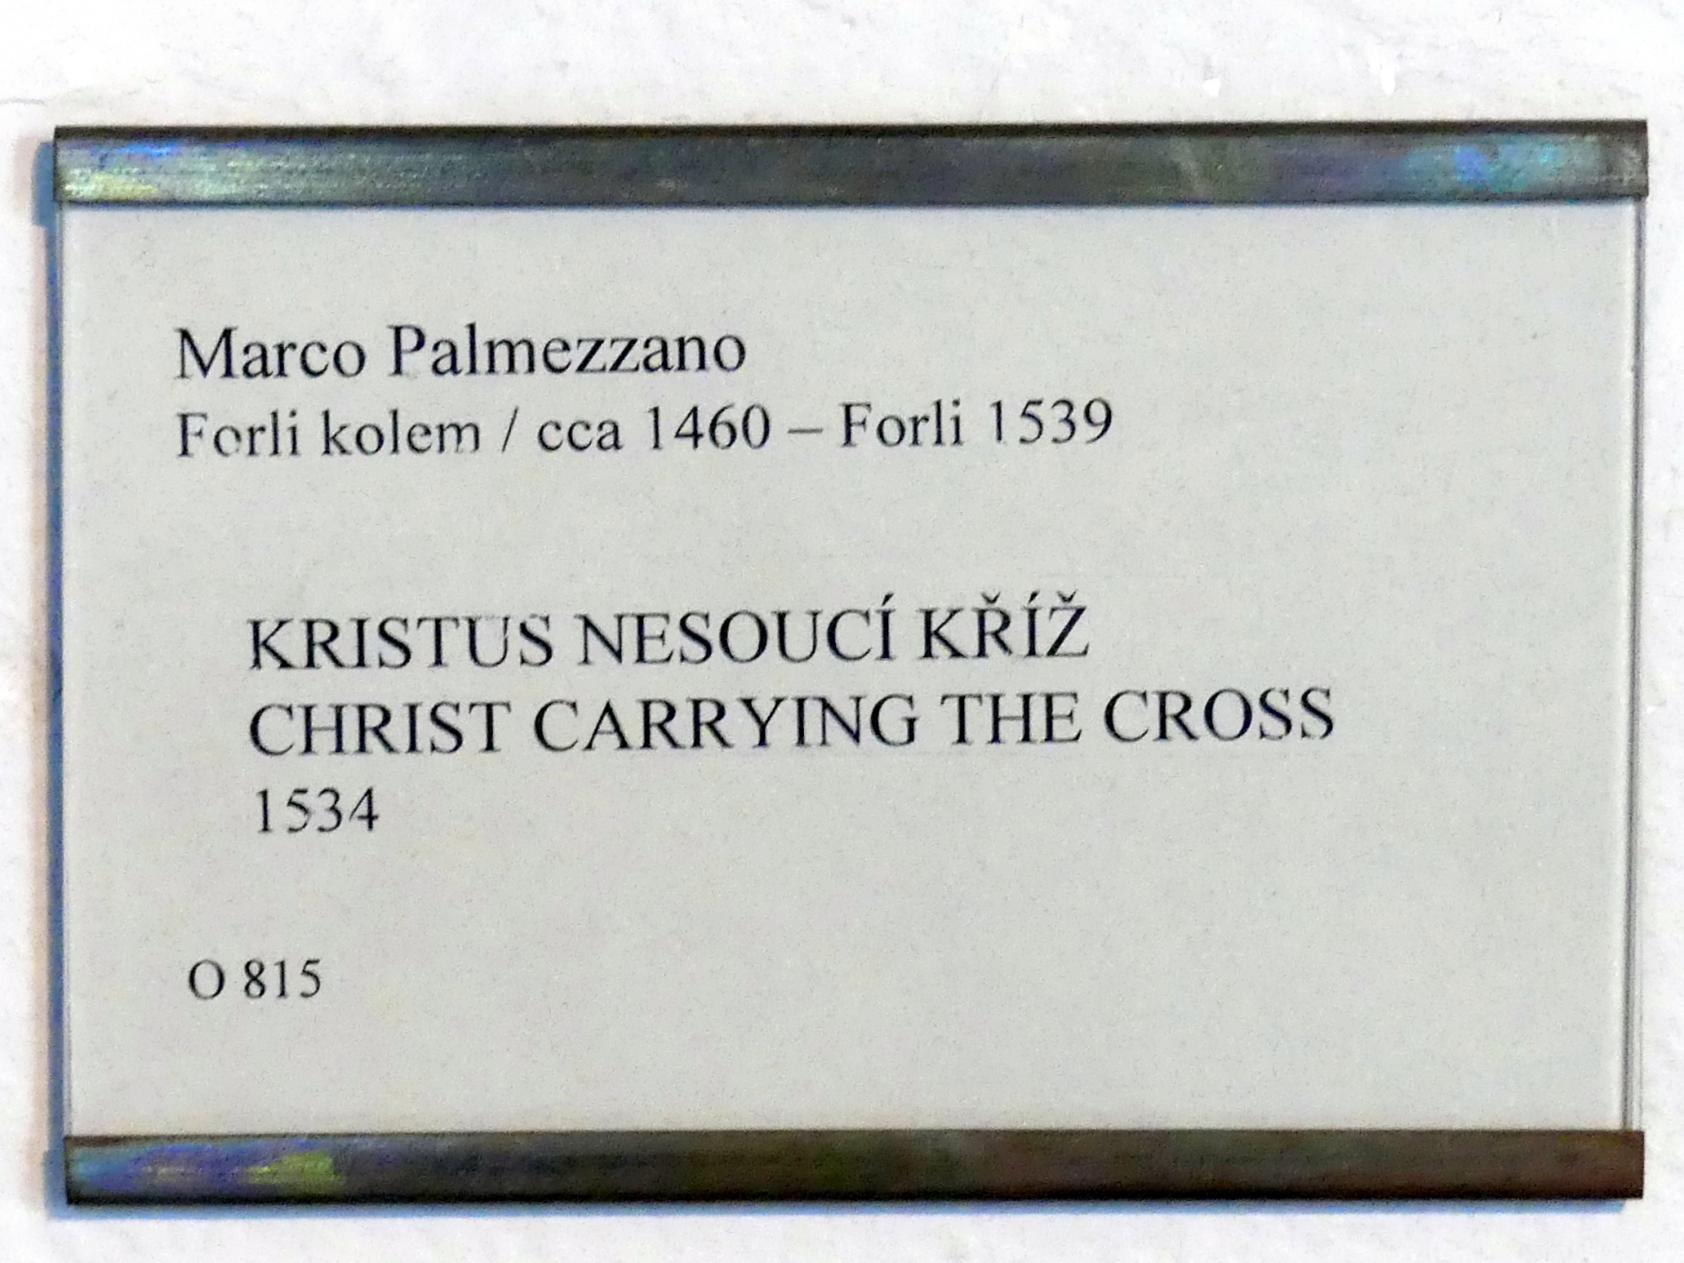 Marco Palmezzano
Forli kolem / cca 1460 – Forli 1539
KRISTUS NESOUCÍ KŘÍŽ
CHRIST CARRYING THE CROSS
1534
O 815